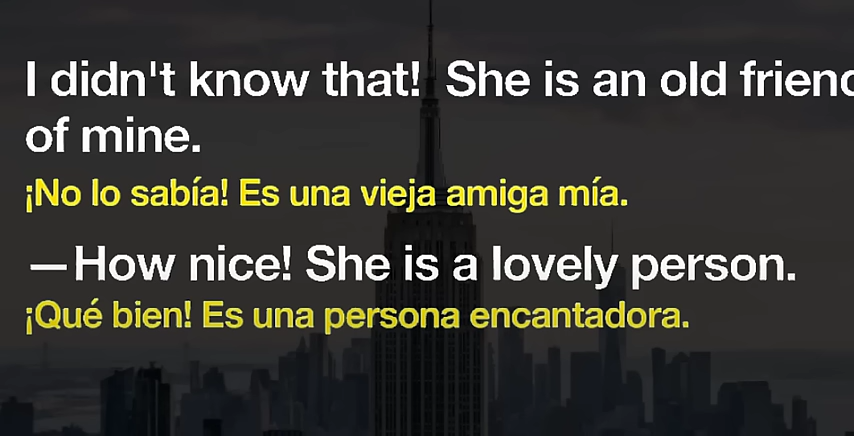 I didn't know that!  She is an old friend
of mine.
¡No lo sabía! Es una vieja amiga mía.
—How nice! She is a lovely person.
¡Qué bien! Es una persona encantadora.